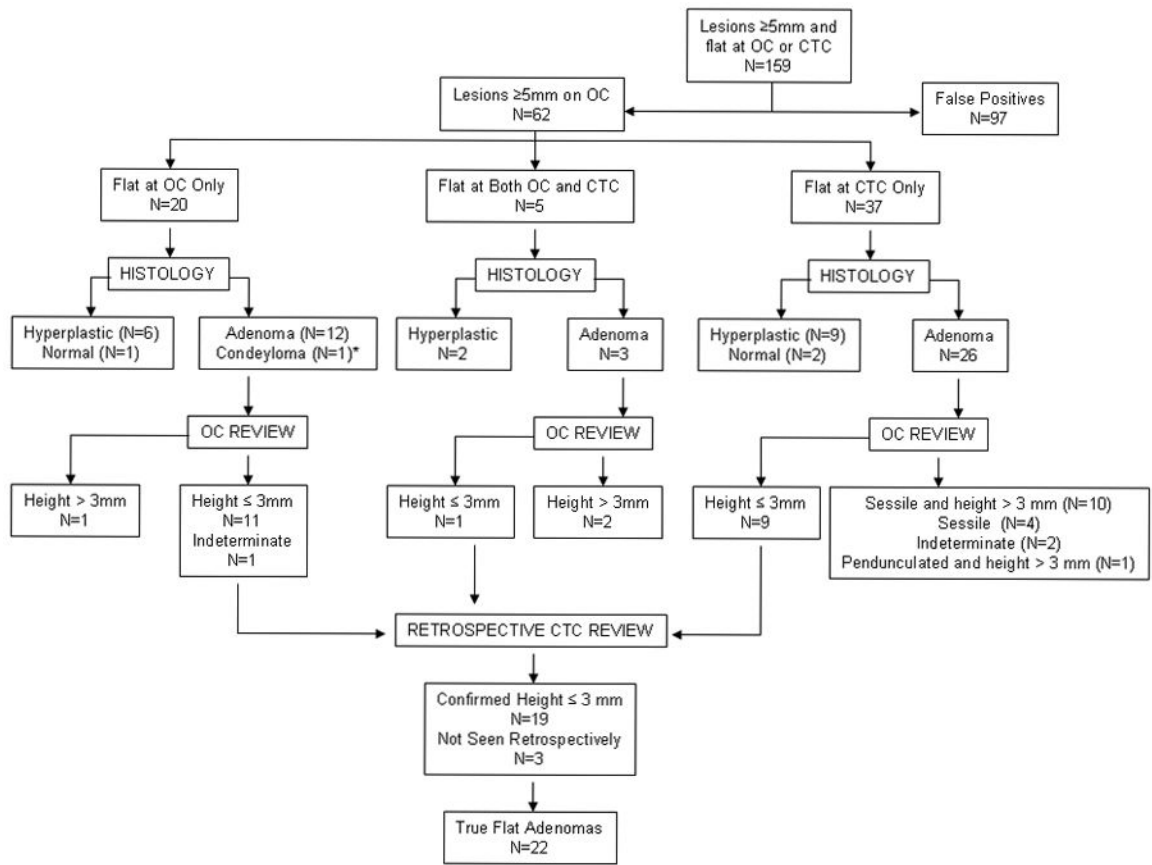 Lesions ≥5mm and
flat at OC or CTC
N=159
Lesions ≥5mm on OC
N=62
False Positives
N=97
Flat at OC Only
N=20
Flat at Both OC and CTC
N=5
Flat at CTC Only
N=37
HISTOLOGY
HISTOLOGY
HISTOLOGY
Hyperplastic (N=6)
Normal (N=1)
Adenoma (N=12)
Condeyloma (N=1)*
Hyperplastic
N=2
Adenoma
N=3
Hyperplastic (N=9)
Normal (N=2)
Adenoma
N=26
OC REVIEW
OC REVIEW
OC REVIEW
Height > 3mm
N=1
Height ≤ 3mm
N=11
Indeterminate
N=1
Height ≤ 3mm
N=1
Height > 3mm
N=2
Height ≤ 3mm
N=9
Sessile and height > 3 mm (N=10)
Sessile (N=4)
Indeterminate (N=2)
Pendunculated and height > 3 mm (N=1)
RETROSPECTIVE CTC REVIEW
Confirmed Height ≤ 3 mm
N=19
Not Seen Retrospectively
N=3
True Flat Adenomas
N=22